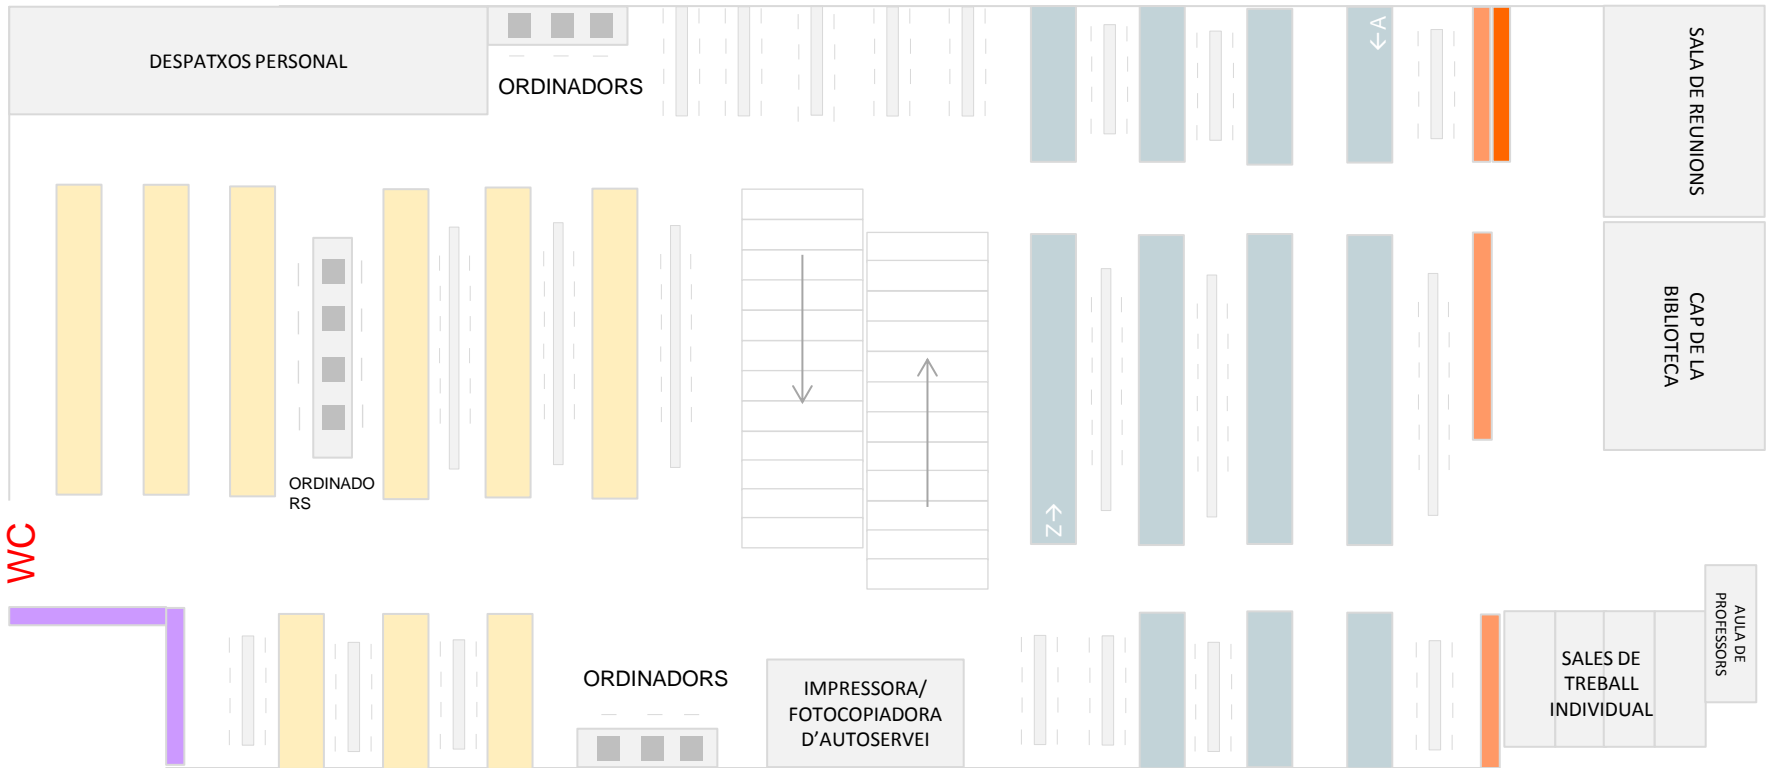 DESPATXOS PERSONAL
ORDINADORS
A→
SALA DE REUNIONS
CAP DE LA
BIBLIOTECA
ORDINADO
RS
Z→
WC
ORDINADORS
IMPRESSORA/
FOTOCOPIADORA
D’AUTOSERVEI
SALES DE
TREBALL
INDIVIDUAL
AULA DE
PROFESSORS